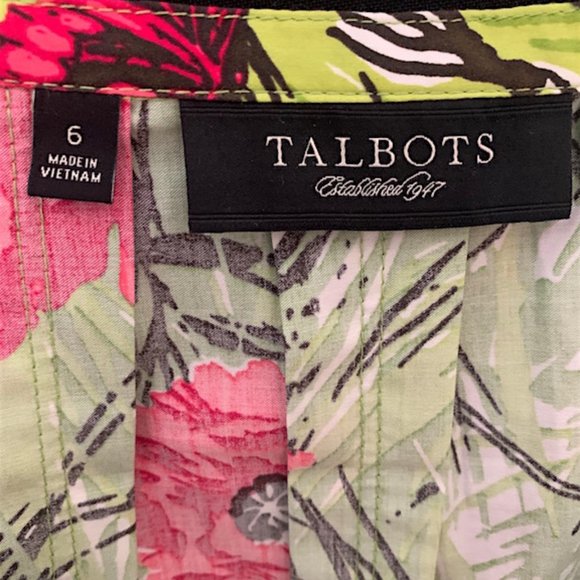 6
MADE IN
VIETNAM
TALBOTS
Established 1947